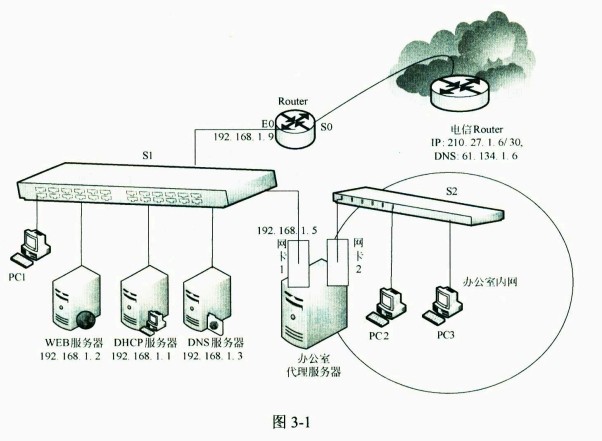 Router
E0
S0
192. 168. 1. 9
电信Router
IP: 210. 27. 1. 6/30,
DNS: 61. 134. 1. 6
S1
S2
192. 168. 1. 5
网卡1
网卡2
PC1
办公室内网
PC2
PC3
WEB服务器
192. 168. 1. 2
DHCP服务器
192. 168. 1. 1
DNS服务器
192. 168. 1. 3
办公室
代理服务器
图 3-1